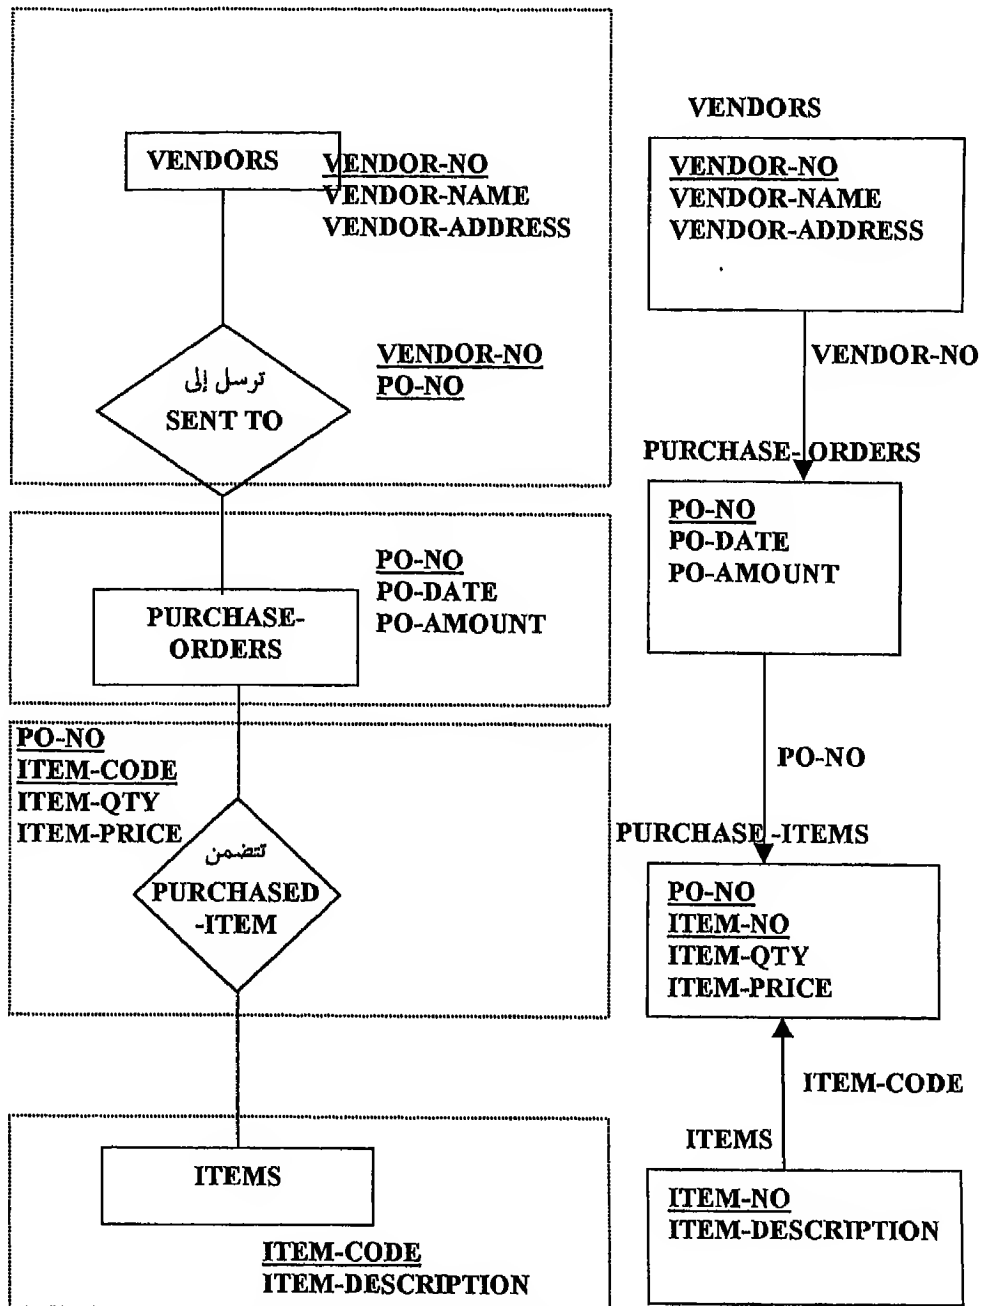 VENDORS
VENDOR-NO
VENDOR-NAME
VENDOR-ADDRESS
ترسل إلى
SENT TO
VENDOR-NO
PO-NO
PO-NO
PO-DATE
PO-AMOUNT
PURCHASE-
ORDERS
PO-NO
ITEM-CODE
ITEM-QTY
ITEM-PRICE
تتضمن
PURCHASED
-ITEM
ITEMS
ITEM-CODE
ITEM-DESCRIPTION
VENDORS
VENDOR-NO
VENDOR-NAME
VENDOR-ADDRESS
VENDOR-NO
PURCHASE-ORDERS
PO-NO
PO-DATE
PO-AMOUNT
PO-NO
PURCHASE-ITEMS
PO-NO
ITEM-NO
ITEM-QTY
ITEM-PRICE
ITEM-CODE
ITEMS
ITEM-NO
ITEM-DESCRIPTION